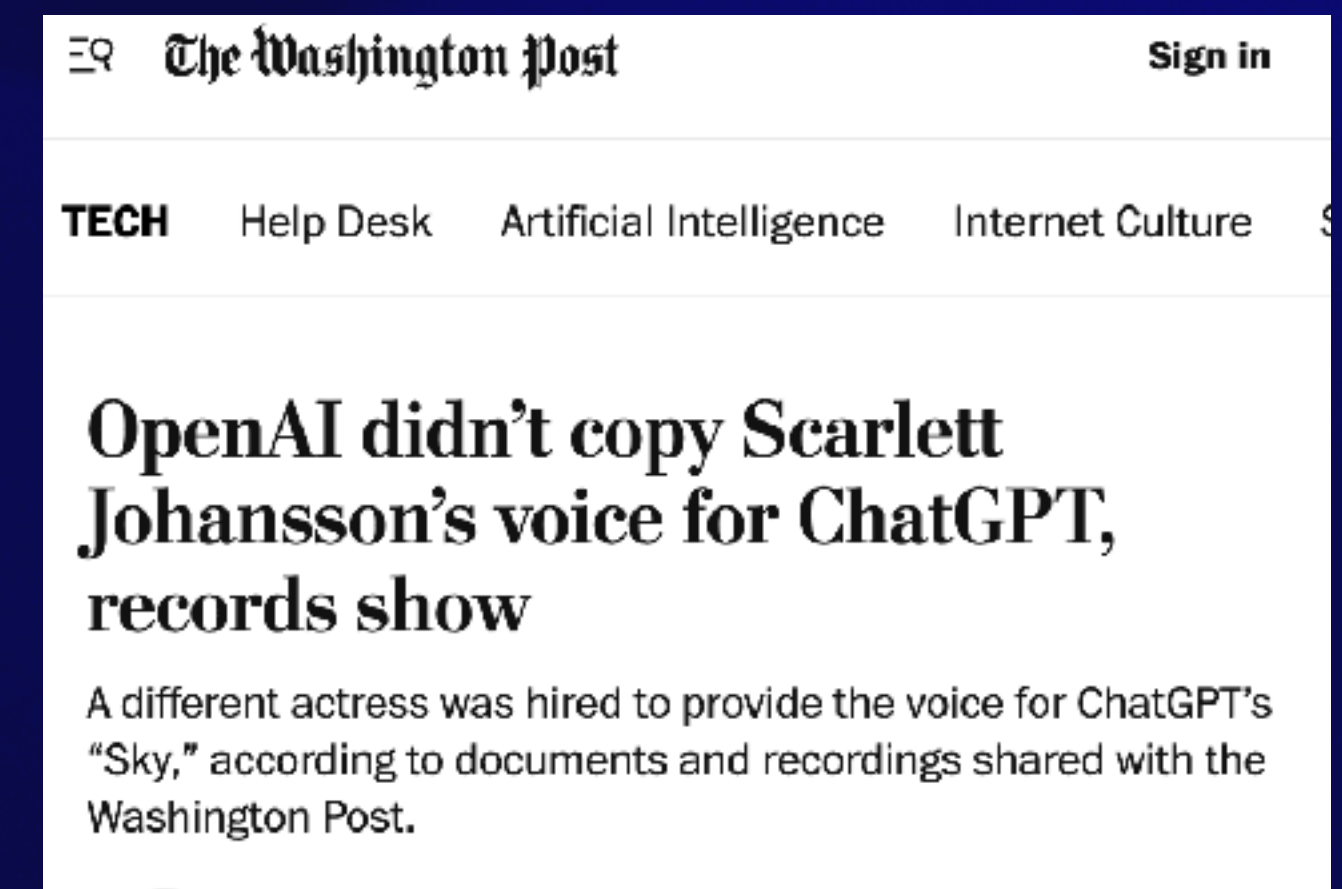 The Washington Post
Sign in
TECH Help Desk Artificial Intelligence Internet Culture
OpenAI didn’t copy Scarlett
Johansson’s voice for ChatGPT,
records show
A different actress was hired to provide the voice for ChatGPT’s
“Sky,” according to documents and recordings shared with the
Washington Post.